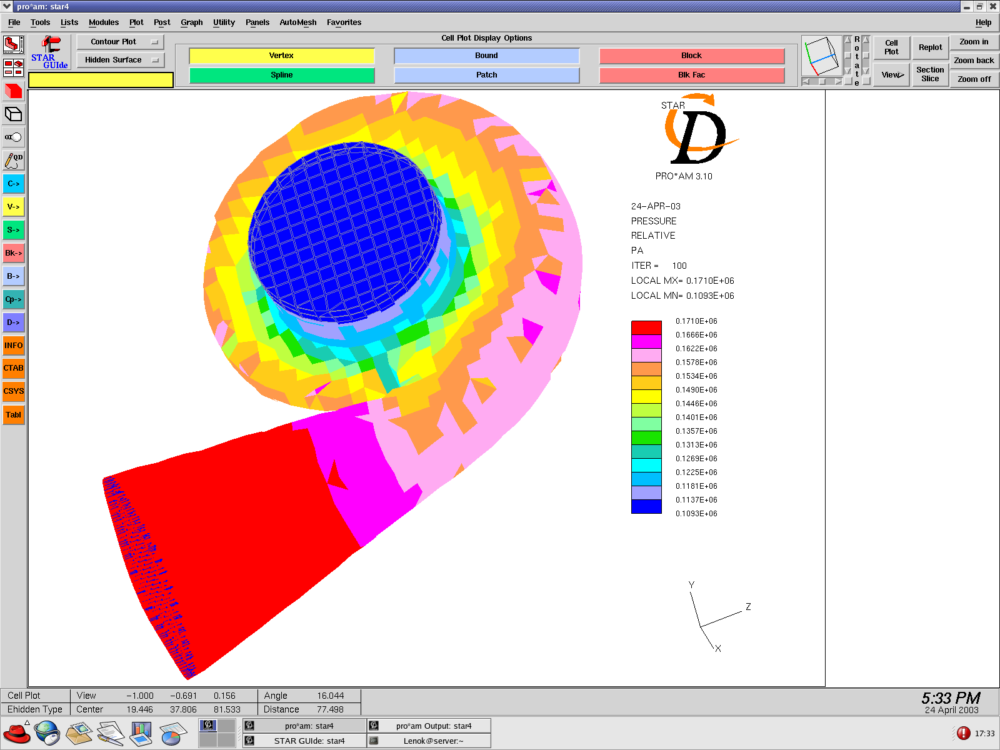 pro*am: star4
File Tools Lists Modules Plot Post Graph Utility Panels AutoMesh Favorites Help
STAR
GUIde
Contour Plot
Hidden Surface
Cell Plot Display Options
Vertex Bound Block
Spline Patch Blk Fac
Rotate
Cell
Plot
Replot
Zoom in
Zoom back
View>
Section
Slice
Zoom off
QD
C->
V->
S->
Bk->
B->
Cp->
D->
INFO
CTAB
CSYS
Tabl
STAR
D
PRO*AM 3.10
24-APR-03
PRESSURE
RELATIVE
PA
ITER = 100
LOCAL MX= 0.1710E+06
LOCAL MN= 0.1093E+06
0.1710E+06
0.1666E+06
0.1622E+06
0.1578E+06
0.1534E+06
0.1490E+06
0.1446E+06
0.1401E+06
0.1357E+06
0.1313E+06
0.1269E+06
0.1225E+06
0.1181E+06
0.1137E+06
0.1093E+06
Y
Z
X
Cell Plot View -1.000 -0.691 0.156 Angle 16.044
Ehidden Type Center 19.446 37.806 81.533 Distance 77.498
5:33 PM
24 April 2003
pro*am: star4
pro*am Output: star4
STAR GUIde: star4
Lenok@server:~
17:33